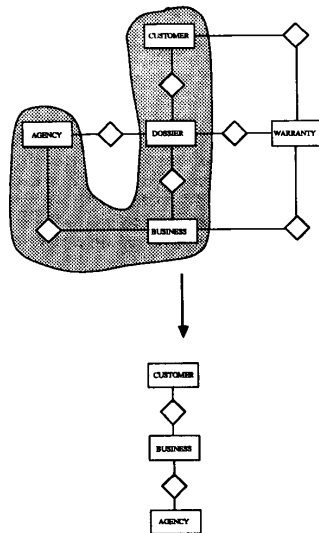 CUSTOMER
AGENCY
DOSSIER
WARRANTY
BUSINESS
CUSTOMER
BUSINESS
AGENCY